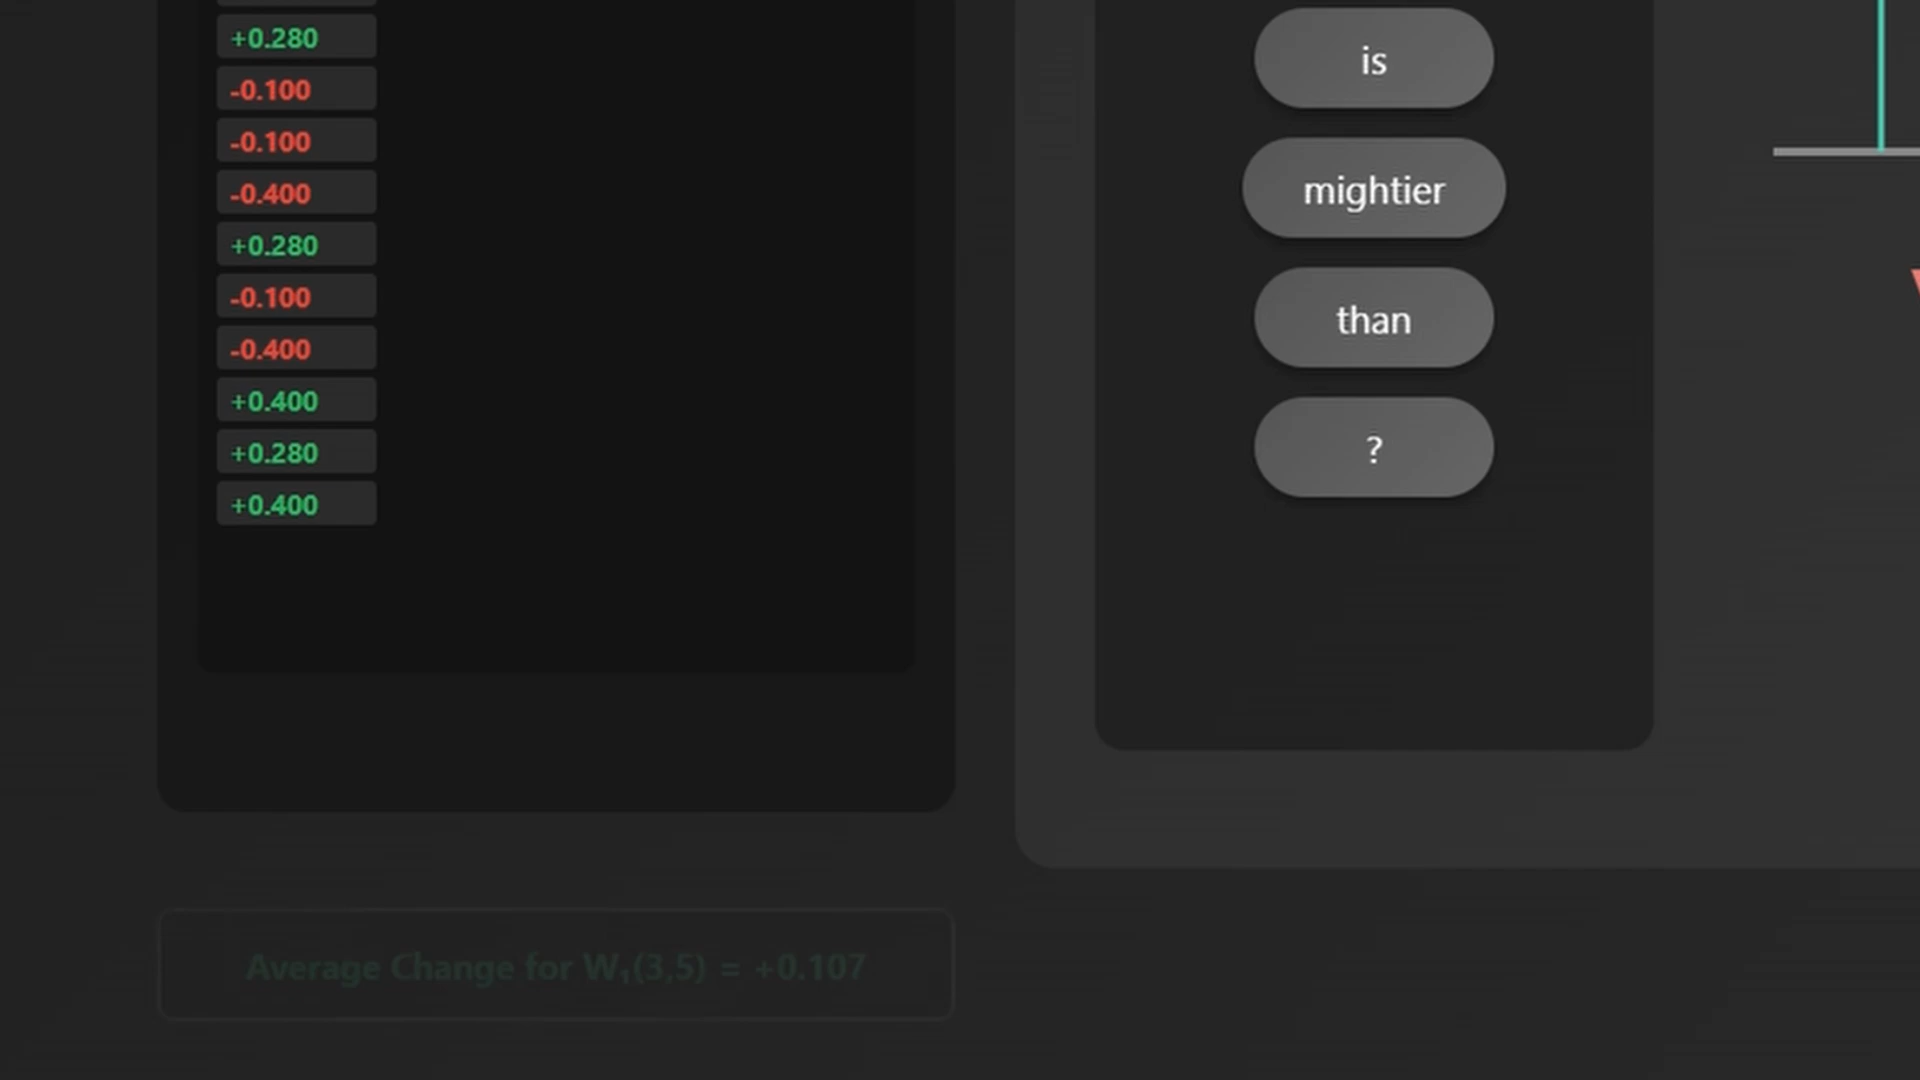 +0.280
-0.100
-0.100
-0.400
+0.280
-0.100
-0.400
+0.400
+0.280
+0.400
is
mightier
than
?
Average Change for W₁(3,5) = +0.107